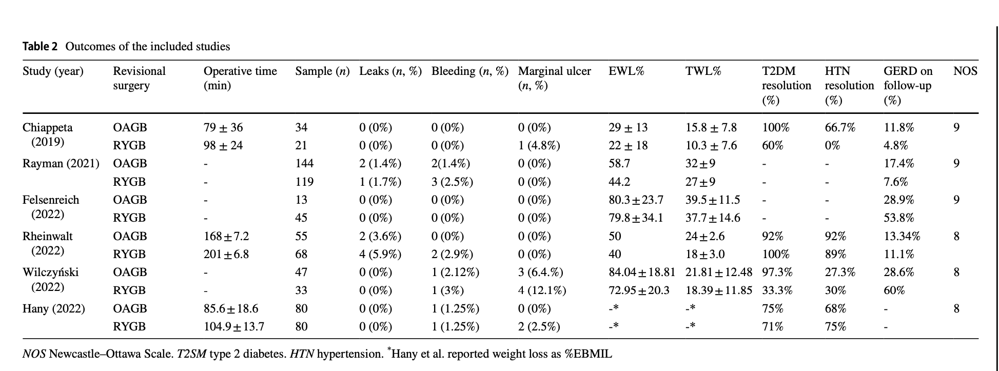 Table 2 Outcomes of the included studies
Study (year) Revisional surgery Operative time (min) Sample (n) Leaks (n, %) Bleeding (n, %) Marginal ulcer (n, %) EWL% TWL% T2DM resolution (%) HTN resolution (%) GERD on follow-up (%) NOS
Chiappeta (2019) OAGB 79 ± 36 34 0 (0%) 0 (0%) 0 (0%) 29 ± 13 15.8 ± 7.8 100% 66.7% 11.8% 9
RYGB 98 ± 24 21 0 (0%) 0 (0%) 1 (4.8%) 22 ± 18 10.3 ± 7.6 60% 0% 4.8%
Rayman (2021) OAGB - 144 2 (1.4%) 2(1.4%) 0 (0%) 58.7 32±9 - - 17.4% 9
RYGB - 119 1 (1.7%) 3 (2.5%) 0 (0%) 44.2 27±9 - - 7.6%
Felsenreich (2022) OAGB - 13 0 (0%) 0 (0%) 0 (0%) 80.3±23.7 39.5±11.5 - - 28.9% 9
RYGB - 45 0 (0%) 0 (0%) 0 (0%) 79.8±34.1 37.7±14.6 - - 53.8%
Rheinwalt (2022) OAGB 168±7.2 55 2 (3.6%) 0 (0%) 0 (0%) 50 24±2.6 92% 92% 13.34% 8
RYGB 201±6.8 68 4 (5.9%) 2 (2.9%) 0 (0%) 40 18±3.0 100% 89% 11.1%
Wilczyński (2022) OAGB - 47 0 (0%) 1 (2.12%) 3 (6.4.%) 84.04±18.81 21.81±12.48 97.3% 27.3% 28.6% 8
RYGB - 33 0 (0%) 1 (3%) 4 (12.1%) 72.95±20.3 18.39±11.85 33.3% 30% 60%
Hany (2022) OAGB 85.6±18.6 80 0 (0%) 1 (1.25%) 0 (0%) -* -* 75% 68% - 8
RYGB 104.9±13.7 80 0 (0%) 1 (1.25%) 2 (2.5%) -* -* 71% 75% -
NOS Newcastle–Ottawa Scale. T2SM type 2 diabetes. HTN hypertension. *Hany et al. reported weight loss as %EBMIL